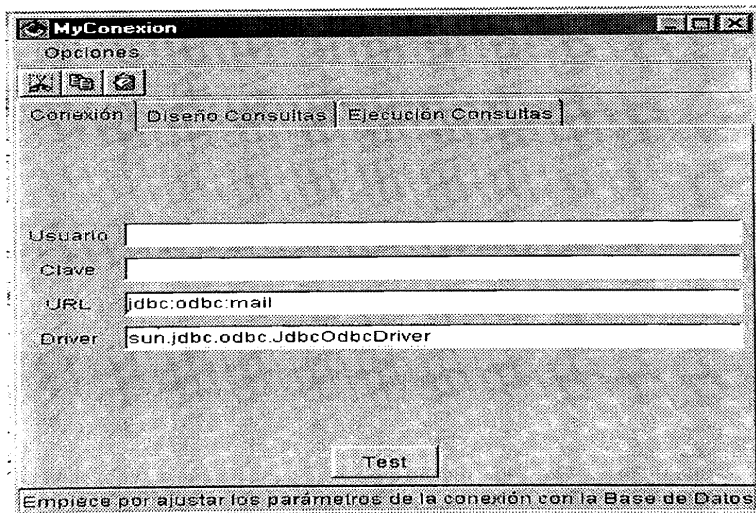 MyConexion
Opciones
Conexión Diseño Consultas Ejecución Consultas
Usuario
Clave
URL jdbc:odbc:mail
Driver sun.jdbc.odbc.JdbcOdbcDriver
Test
Empiece por ajustar los parámetros de la conexión con la Base de Datos